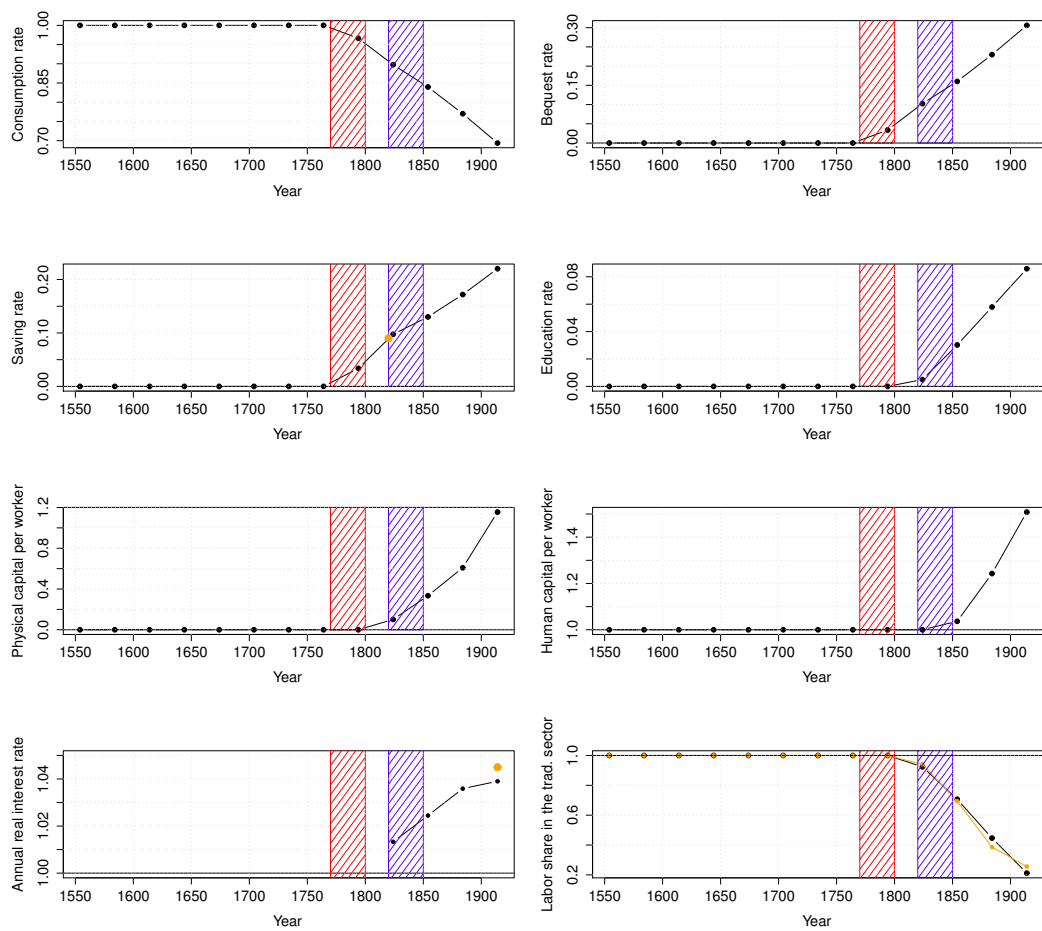 Consumption rate
0.70 0.85 1.00
1550 1600 1650 1700 1750 1800 1850 1900
Year
Bequest rate
0.00 0.15 0.30
1550 1600 1650 1700 1750 1800 1850 1900
Year
Saving rate
0.00 0.10 0.20
1550 1600 1650 1700 1750 1800 1850 1900
Year
Education rate
0.00 0.04 0.08
1550 1600 1650 1700 1750 1800 1850 1900
Year
Physical capital per worker
0.0 0.4 0.8 1.2
1550 1600 1650 1700 1750 1800 1850 1900
Year
Human capital per worker
1.0 1.2 1.4
1550 1600 1650 1700 1750 1800 1850 1900
Year
Annual real interest rate
1.00 1.02 1.04
1550 1600 1650 1700 1750 1800 1850 1900
Year
Labor share in the trad. sector
0.2 0.6 1.0
1550 1600 1650 1700 1750 1800 1850 1900
Year